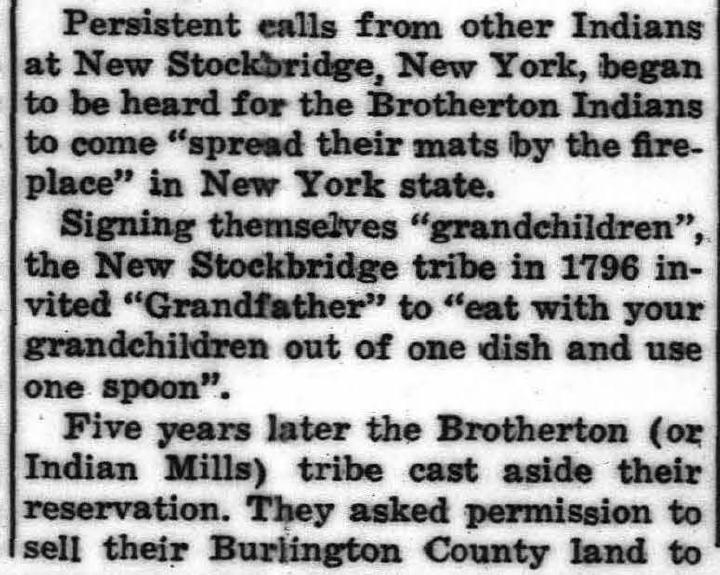 Persistent calls from other Indians
at New Stockbridge, New York, began
to be heard for the Brotherton Indians
to come “spread their mats by the fire-
place” in New York state.
Signing themselves “grandchildren”,
the New Stockbridge tribe in 1796 in-
vited “Grandfather” to “eat with your
grandchildren out of one dish and use
one spoon”.
Five years later the Brotherton (or
Indian Mills) tribe cast aside their
reservation. They asked permission to
sell their Burlington County land to